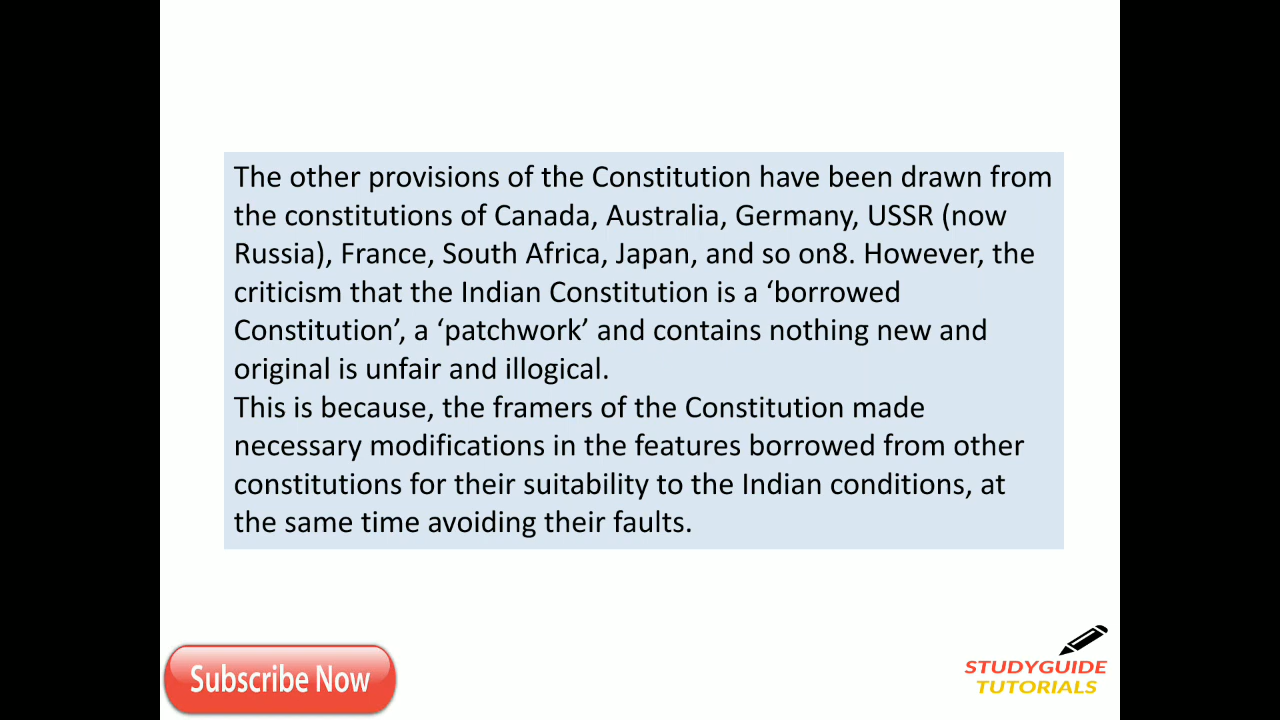 The other provisions of the Constitution have been drawn from
the constitutions of Canada, Australia, Germany, USSR (now
Russia), France, South Africa, Japan, and so on8. However, the
criticism that the Indian Constitution is a ‘borrowed
Constitution’, a ‘patchwork’ and contains nothing new and
original is unfair and illogical.
This is because, the framers of the Constitution made
necessary modifications in the features borrowed from other
constitutions for their suitability to the Indian conditions, at
the same time avoiding their faults.
Subscribe Now
STUDYGUIDE
TUTORIALS